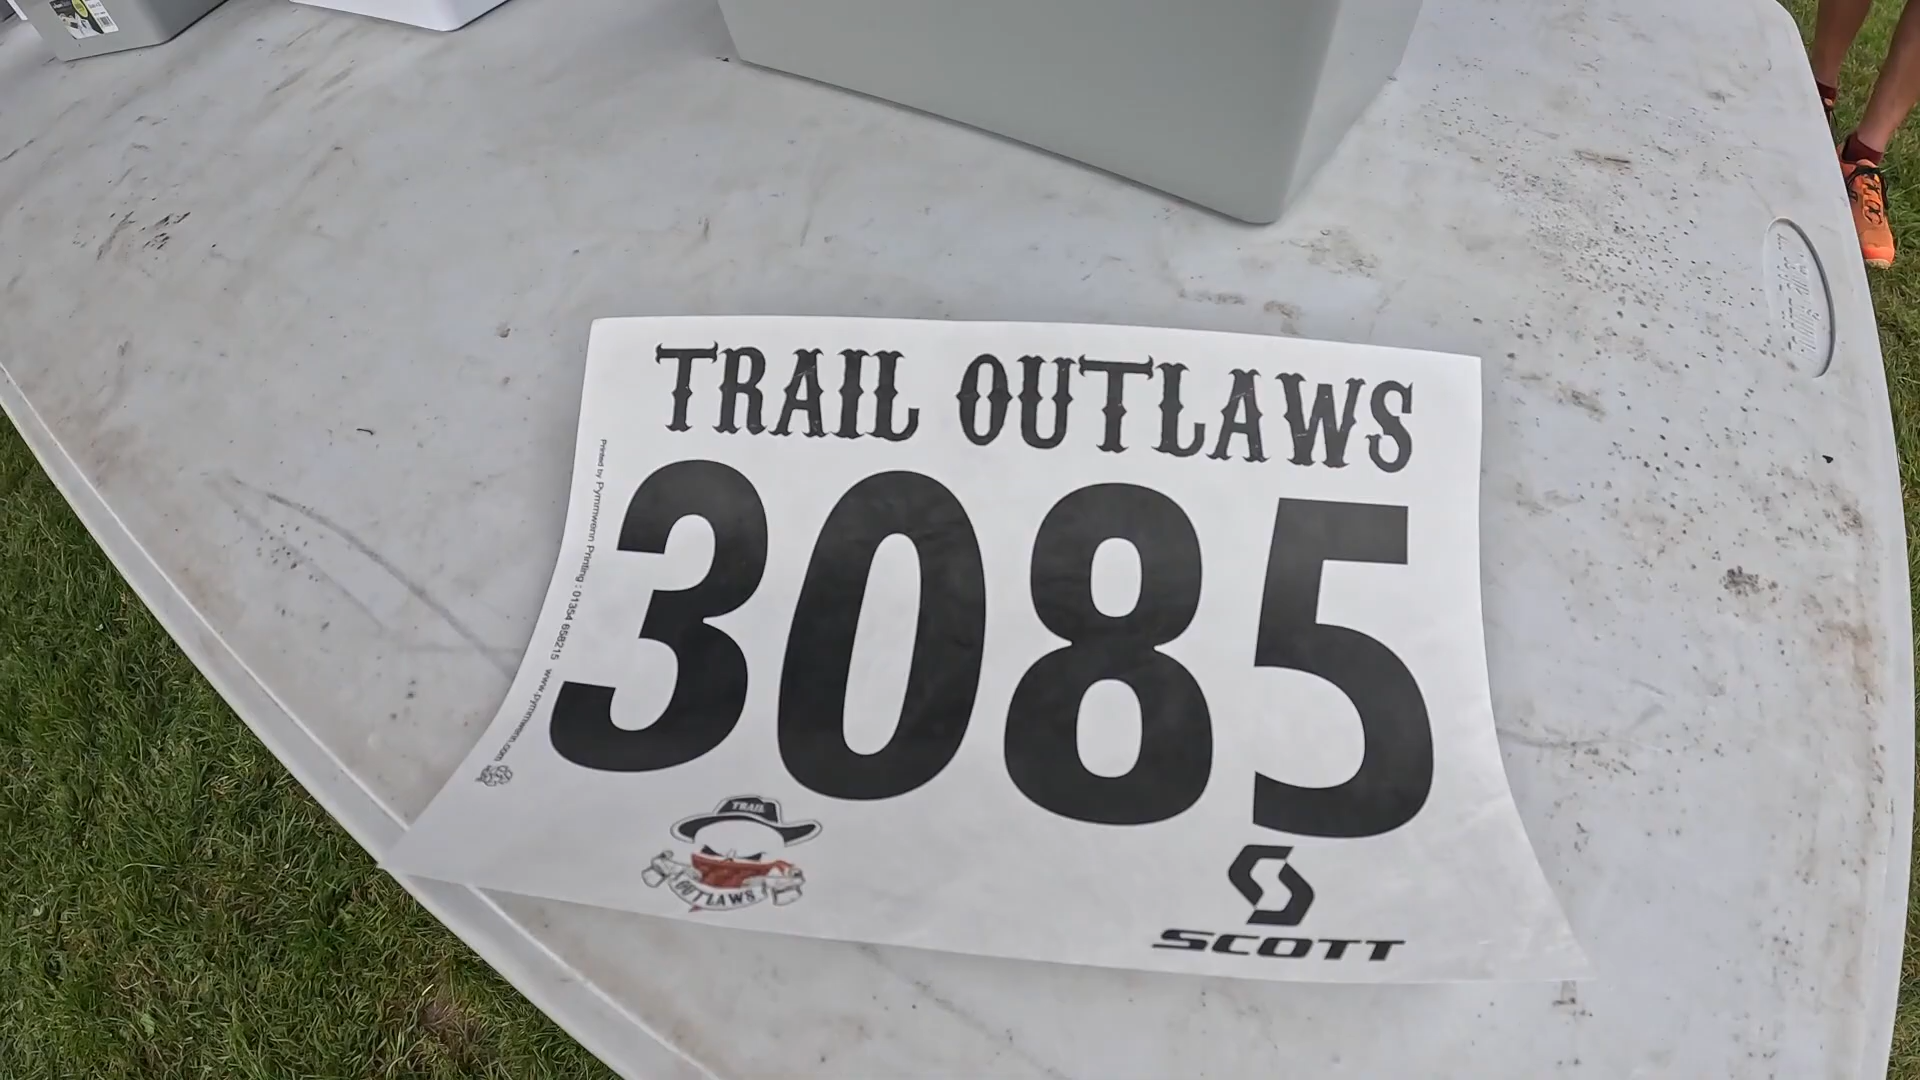 TRAIL OUTLAWS
3085
Printed by Pymmwenn Printing : 01354 658215 www.pymmwenn.com
TRAIL
OUTLAWS
SCOTT